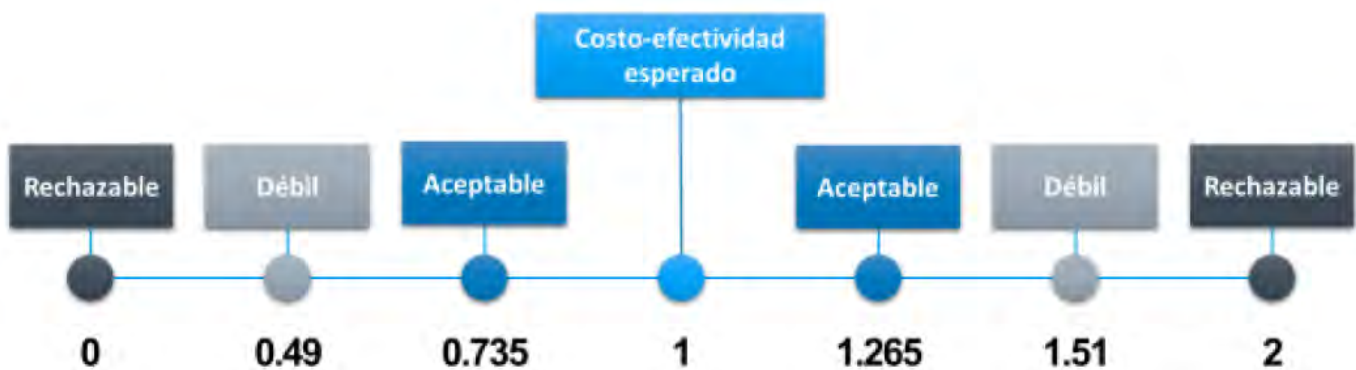 Costo-efectividad
esperado
Rechazable
Débil
Aceptable
Aceptable
Débil
Rechazable
0
0.49
0.735
1
1.265
1.51
2